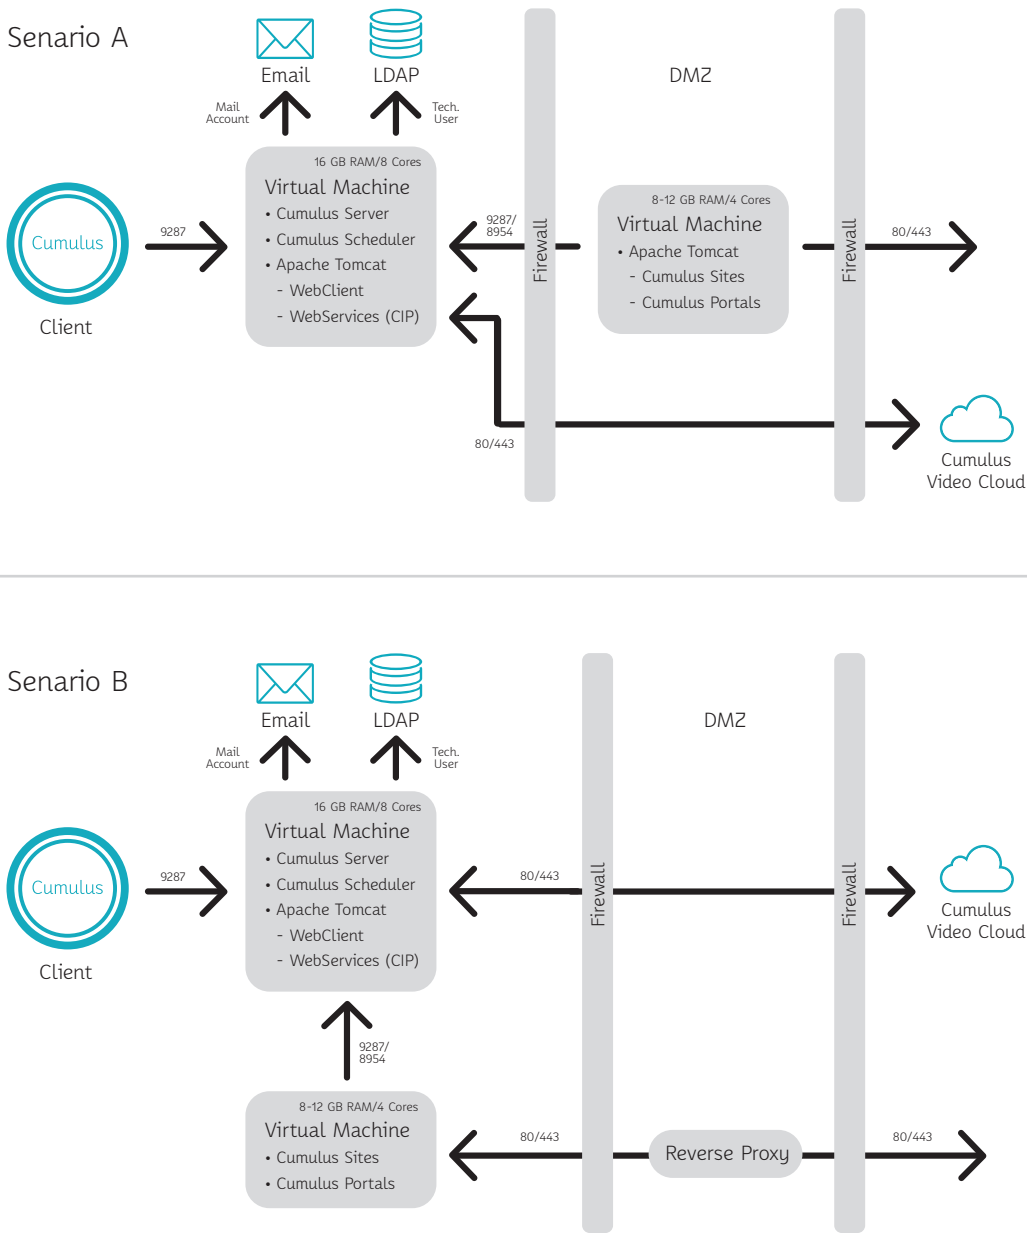 Senario A
Email
LDAP
DMZ
Mail
Account
Tech.
User
16 GB RAM/8 Cores
Virtual Machine
• Cumulus Server
• Cumulus Scheduler
• Apache Tomcat
- WebClient
- WebServices (CIP)
Cumulus
Client
9287
9287/
8954
Firewall
8-12 GB RAM/4 Cores
Virtual Machine
• Apache Tomcat
- Cumulus Sites
- Cumulus Portals
Firewall
80/443
80/443
Cumulus
Video Cloud
Senario B
Email
LDAP
DMZ
Mail
Account
Tech.
User
16 GB RAM/8 Cores
Virtual Machine
• Cumulus Server
• Cumulus Scheduler
• Apache Tomcat
- WebClient
- WebServices (CIP)
Cumulus
Client
9287
80/443
Firewall
Firewall
Cumulus
Video Cloud
9287/
8954
8-12 GB RAM/4 Cores
Virtual Machine
• Cumulus Sites
• Cumulus Portals
80/443
Reverse Proxy
80/443